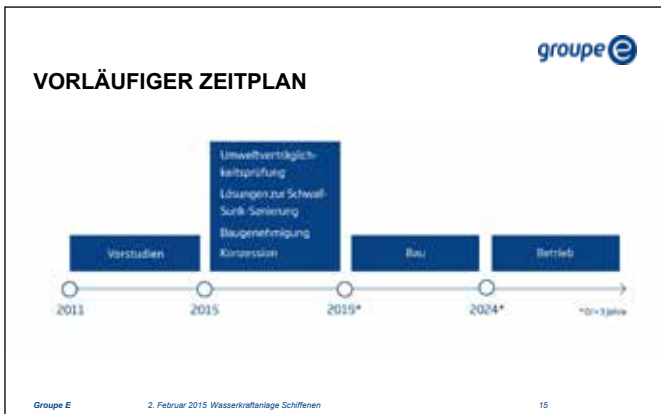 groupe e
VORLÄUFIGER ZEITPLAN
Umweltverträglich-
keitsprüfung
Lösungen zur Schwall-
Sunk-Sanierung
Baugenehmigung
Vorstudien Konzession Bau Betrieb
2011 2015 2019* 2024*
Groupe E 2. Februar 2015 Wasserkraftanlage Schiffenen 15